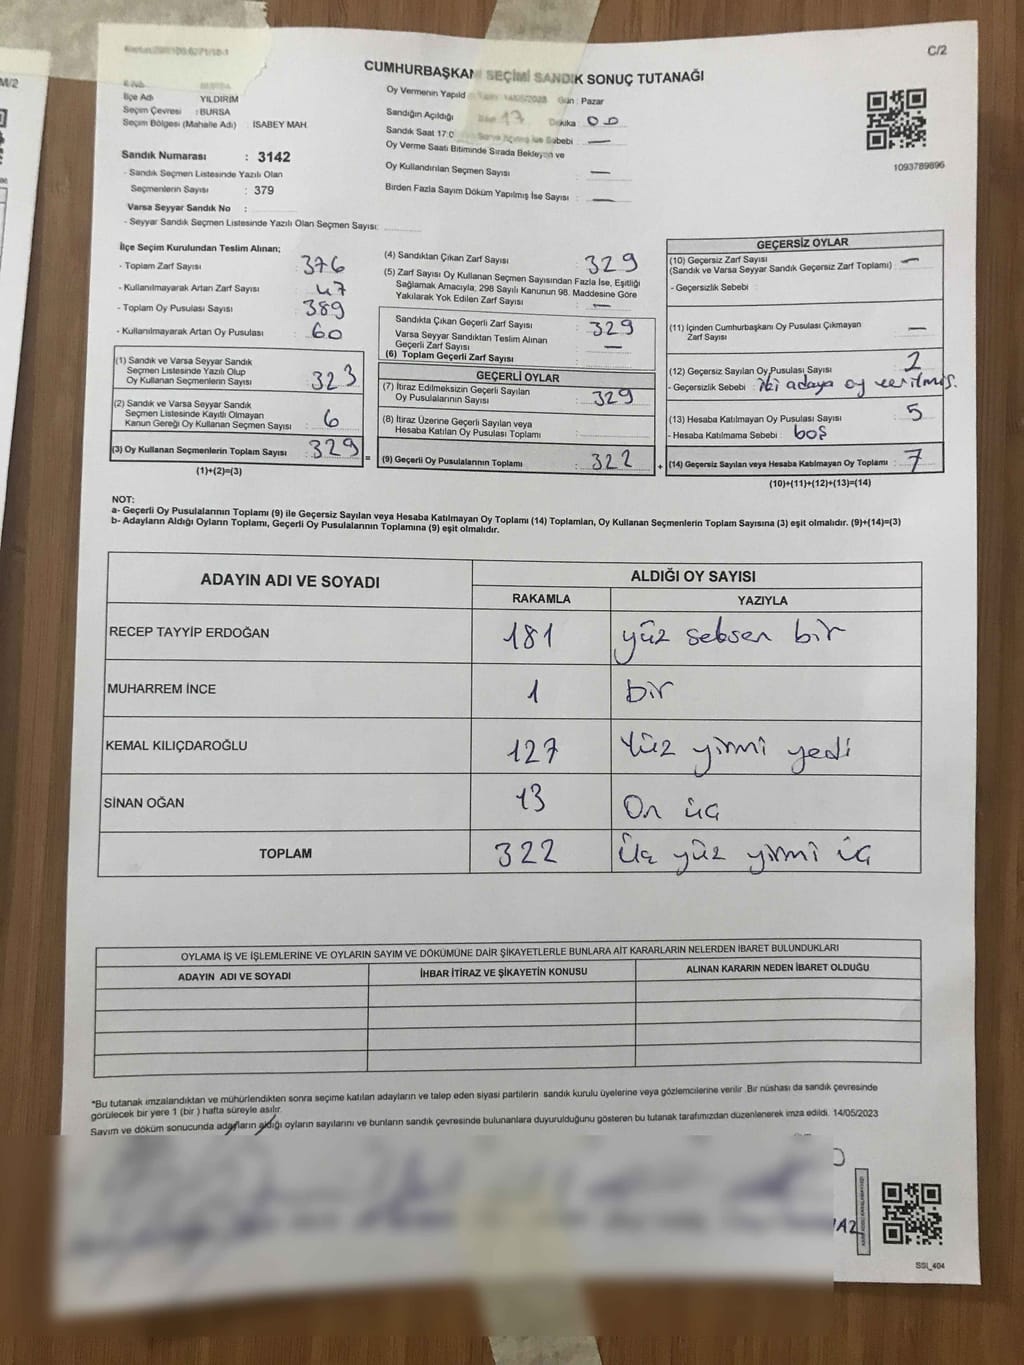 C/2
M/2
CUMHURBAŞKANI SEÇİMİ SANDIK SONUÇ TUTANAĞI
İlçe Adı YILDIRIM
Seçim Çevresi : BURSA
Seçim Bölgesi (Mahalle Adı) : ISABEY MAH.
Sandık Numarası : 3142
- Sandık Seçmen Listesinde Yazılı Olan
Seçmenlerin Sayısı : 379
Varsa Seyyar Sandık No :
- Seyyar Sandık Seçmen Listesinde Yazılı Olan Seçmen Sayısı:
Oy Vermenin Yapıld 14/05/2023 Gün : Pazar
Sandığın Açıldığı 17 Dakika : 00
Sandık Saat 17:0 Sebebi : —
Oy Verme Saati Bitiminde Sırada Bekleyen ve
Oy Kullandırılan Seçmen Sayısı : —
Birden Fazla Sayım Döküm Yapılmış İse Sayısı : —
1093789896
İlçe Seçim Kurulundan Teslim Alınan;
- Toplam Zarf Sayısı : 376
- Kullanılmayarak Artan Zarf Sayısı : 47
- Toplam Oy Pusulası Sayısı : 389
- Kullanılmayarak Artan Oy Pusulası : 60
(1) Sandık ve Varsa Seyyar Sandık
Seçmen Listesinde Yazılı Olup
Oy Kullanan Seçmenlerin Sayısı : 323
(2) Sandık ve Varsa Seyyar Sandık
Seçmen Listesinde Kayıtlı Olmayan
Kanun Gereği Oy Kullanan Seçmen Sayısı : 6
(3) Oy Kullanan Seçmenlerin Toplam Sayısı : 329 =
(1)+(2)=(3)
(4) Sandıktan Çıkan Zarf Sayısı : 329
(5) Zarf Sayısı Oy Kullanan Seçmen Sayısından Fazla İse, Eşitliği
Sağlamak Amacıyla, 298 Sayılı Kanunun 98. Maddesine Göre
Yakılarak Yok Edilen Zarf Sayısı : —
Sandıkta Çıkan Geçerli Zarf Sayısı : 329
Varsa Seyyar Sandıktan Teslim Alınan
Geçerli Zarf Sayısı : —
(6) Toplam Geçerli Zarf Sayısı :
GEÇERLİ OYLAR
(7) İtiraz Edilmeksizin Geçerli Sayılan
Oy Pusulalarının Sayısı : 329
(8) İtiraz Üzerine Geçerli Sayılan veya
Hesaba Katılan Oy Pusulası Toplamı :
(9) Geçerli Oy Pusulalarının Toplamı : 322 +
GEÇERSİZ OYLAR
(10) Geçersiz Zarf Sayısı : —
(Sandık ve Varsa Seyyar Sandık Geçersiz Zarf Toplamı)
- Geçersizlik Sebebi :
(11) İçinden Cumhurbaşkanı Oy Pusulası Çıkmayan
Zarf Sayısı : —
(12) Geçersiz Sayılan Oy Pusulası Sayısı : 2
- Geçersizlik Sebebi : iki adaya oy verilmiş.
(13) Hesaba Katılmayan Oy Pusulası Sayısı : 5
- Hesaba Katılmama Sebebi : boş
(14) Geçersiz Sayılan veya Hesaba Katılmayan Oy Toplamı : 7
(10)+(11)+(12)+(13)=(14)
NOT:
a- Geçerli Oy Pusulalarının Toplamı (9) ile Geçersiz Sayılan veya Hesaba Katılmayan Oy Toplamı (14) Toplamları, Oy Kullanan Seçmenlerin Toplam Sayısına (3) eşit olmalıdır. (9)+(14)=(3)
b- Adayların Aldığı Oyların Toplamı, Geçerli Oy Pusulalarının Toplamına (9) eşit olmalıdır.
ADAYIN ADI VE SOYADI ALDIĞI OY SAYISI
RAKAMLA YAZIYLA
RECEP TAYYİP ERDOĞAN 181 yüz seksen bir
MUHARREM İNCE 1 bir
KEMAL KILIÇDAROĞLU 127 Yüz yirmi yedi
SİNAN OĞAN 13 On üç
TOPLAM 322 Üç yüz yirmi üç
OYLAMA İŞ VE İŞLEMLERİNE VE OYLARIN SAYIM VE DÖKÜMÜNE DAİR ŞİKAYETLERLE BUNLARA AİT KARARLARIN NELERDEN İBARET BULUNDUKLARI
ADAYIN ADI VE SOYADI İHBAR İTİRAZ VE ŞİKAYETİN KONUSU ALINAN KARARIN NEDEN İBARET OLDUĞU
*Bu tutanak imzalandıktan ve mühürlendikten sonra seçime katılan adayların ve talep eden siyasi partilerin sandık kurulu üyelerine veya gözlemcilerine verilir. Bir nüshası da sandık çevresinde
görülecek bir yere 1 (bir) hafta süreyle asılır.
Sayım ve döküm sonucunda adayların aldığı oyların sayılarını ve bunların sandık çevresinde bulunanlara duyurulduğunu gösteren bu tutanak tarafımızdan düzenlenerek imza edildi. 14/05/2023
SSI_404